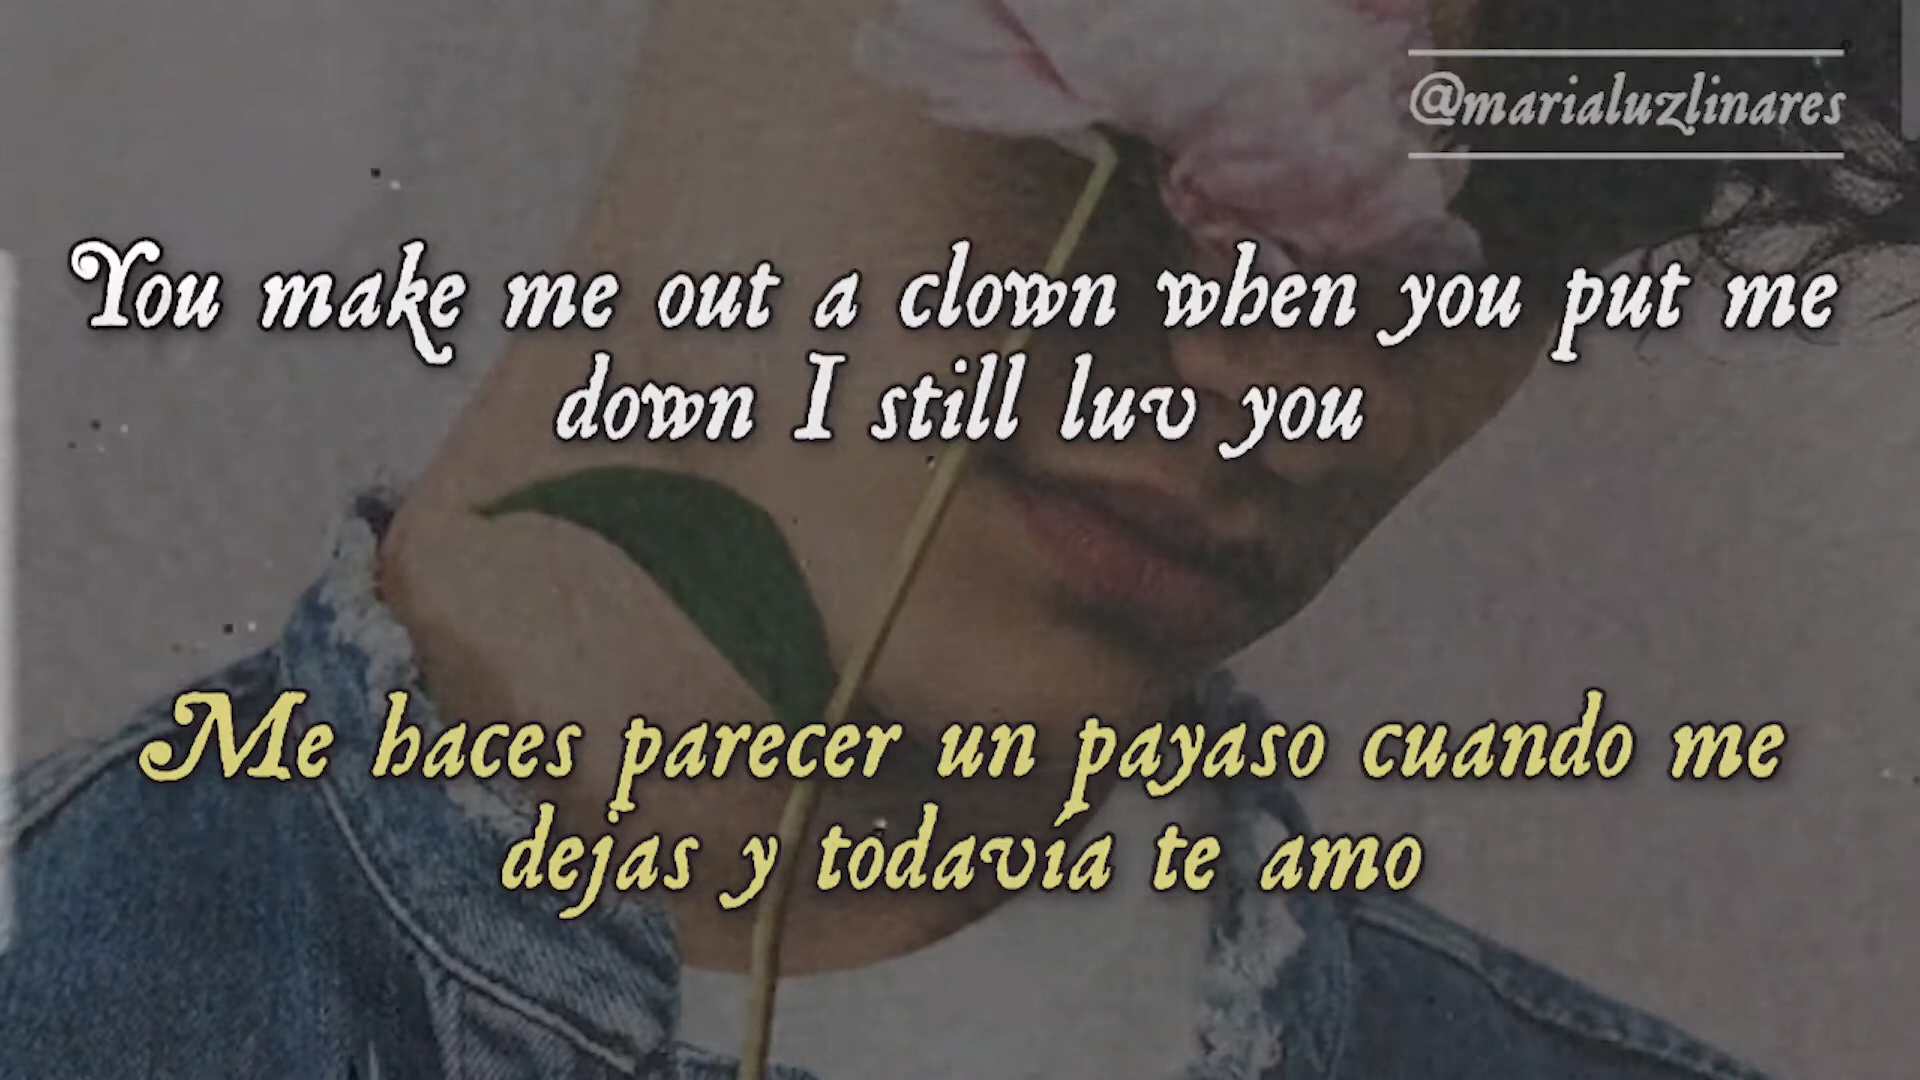 @marialuzlinares
You make me out a clown when you put me
down I still luv you
Me haces parecer un payaso cuando me
dejas y todavía te amo